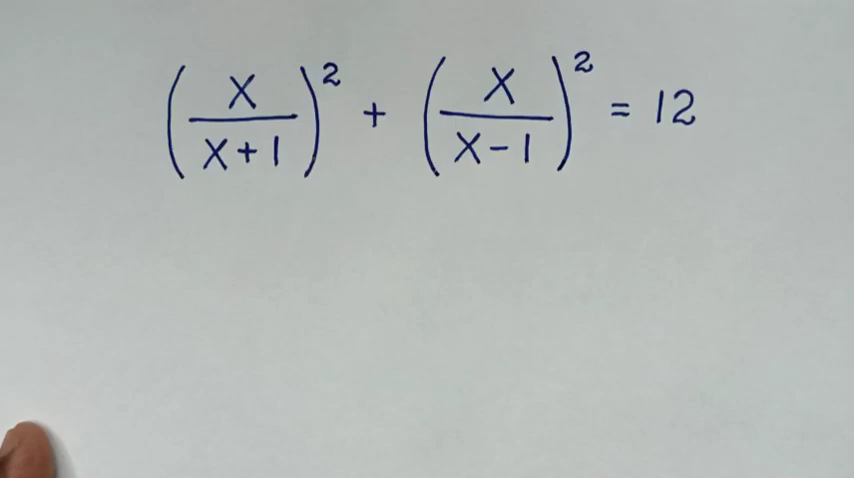 (x/(x+1))² + (x/(x-1))² = 12